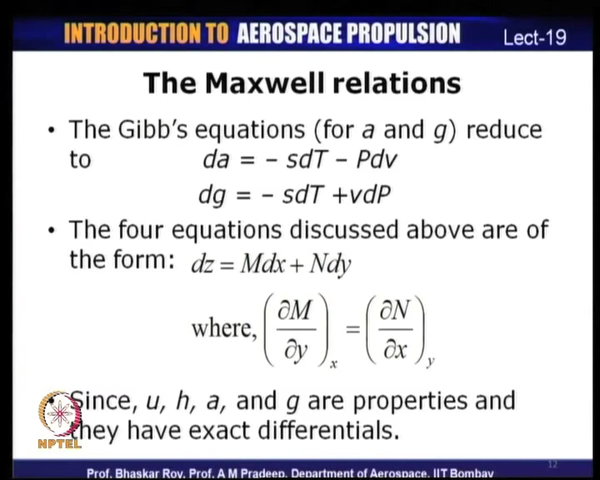 INTRODUCTION TO AEROSPACE PROPULSION Lect-19
The Maxwell relations
• The Gibb's equations (for a and g) reduce
to da = – sdT – Pdv
dg = – sdT +vdP
• The four equations discussed above are of
the form: dz = Mdx + Ndy
where, (∂M/∂y)x = (∂N/∂x)y
• Since, u, h, a, and g are properties and
they have exact differentials.
NPTEL
12
Prof. Bhaskar Roy, Prof. A M Pradeep, Department of Aerospace, IIT Bombay